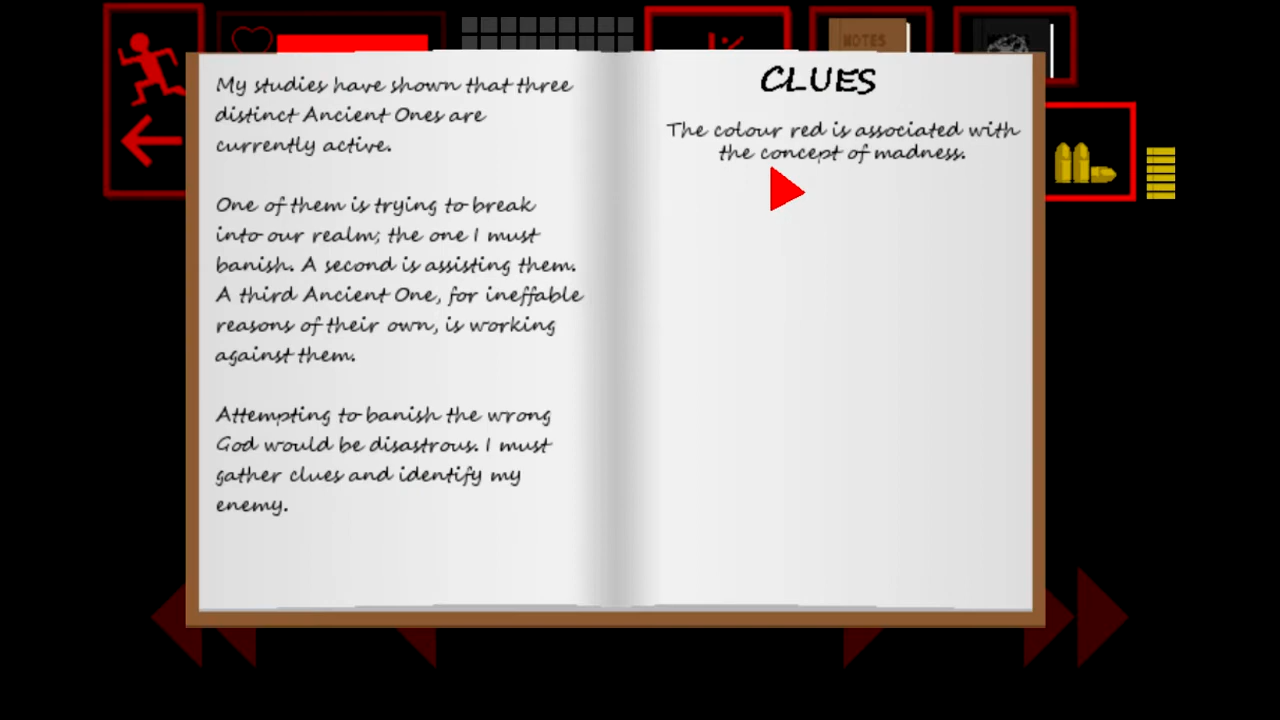 NOTES
My studies have shown that three
distinct Ancient Ones are
currently active.
One of them is trying to break
into our realm; the one I must
banish. A second is assisting them.
A third Ancient One, for ineffable
reasons of their own, is working
against them.
Attempting to banish the wrong
God would be disastrous. I must
gather clues and identify my
enemy.
CLUES
The colour red is associated with
the concept of madness.